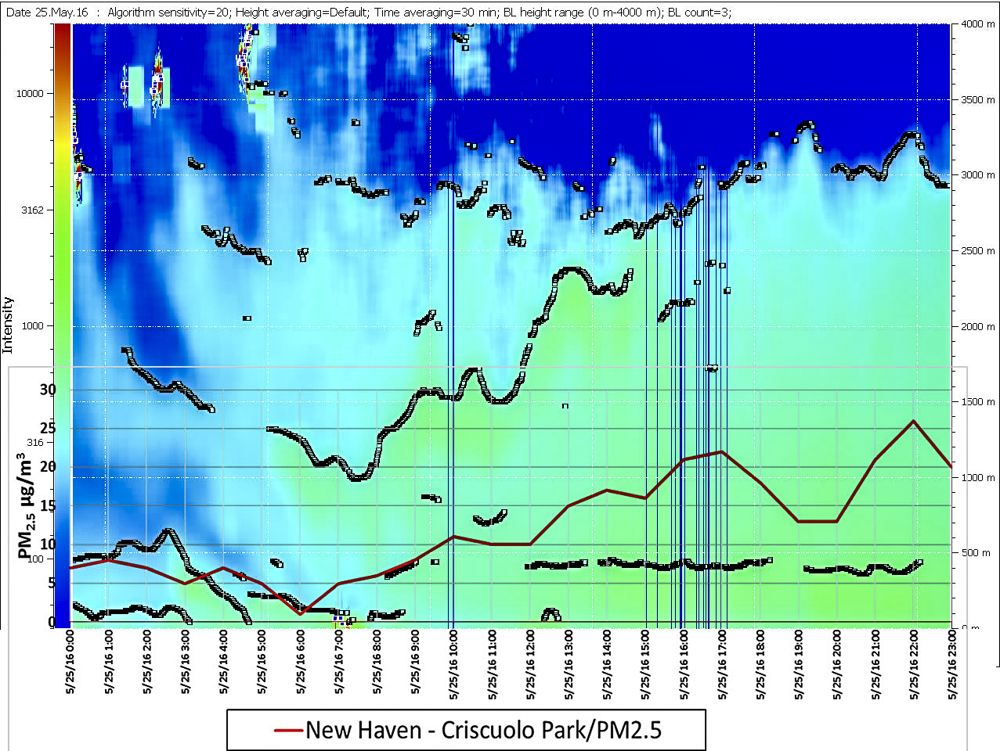 Date 25.May.16 : Algorithm sensitivity=20; Height averaging=Default; Time averaging=30 min; BL height range (0 m-4000 m); BL count=3;
4000 m
10000
3500 m
3000 m
3162
2500 m
Intensity
1000
2000 m
30
1500 m
25
316
PM2.5 µg/m³
20
1000 m
15
10
100
500 m
5
0
0 m
5/25/16 0:00
5/25/16 1:00
5/25/16 2:00
5/25/16 3:00
5/25/16 4:00
5/25/16 5:00
5/25/16 6:00
5/25/16 7:00
5/25/16 8:00
5/25/16 9:00
5/25/16 10:00
5/25/16 11:00
5/25/16 12:00
5/25/16 13:00
5/25/16 14:00
5/25/16 15:00
5/25/16 16:00
5/25/16 17:00
5/25/16 18:00
5/25/16 19:00
5/25/16 20:00
5/25/16 21:00
5/25/16 22:00
5/25/16 23:00
New Haven - Criscuolo Park/PM2.5